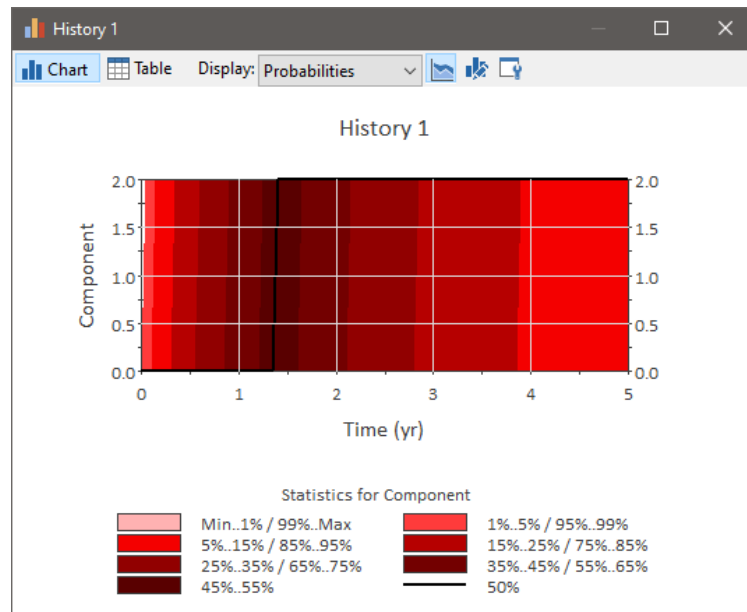 History 1
Chart Table Display: Probabilities
History 1
2.0 2.0
1.5 1.5
1.0 1.0
0.5 0.5
0.0 0.0
Component
0 1 2 3 4 5
Time (yr)
Statistics for Component
Min..1% / 99%..Max 1%..5% / 95%..99%
5%..15% / 85%..95% 15%..25% / 75%..85%
25%..35% / 65%..75% 35%..45% / 55%..65%
45%..55% 50%